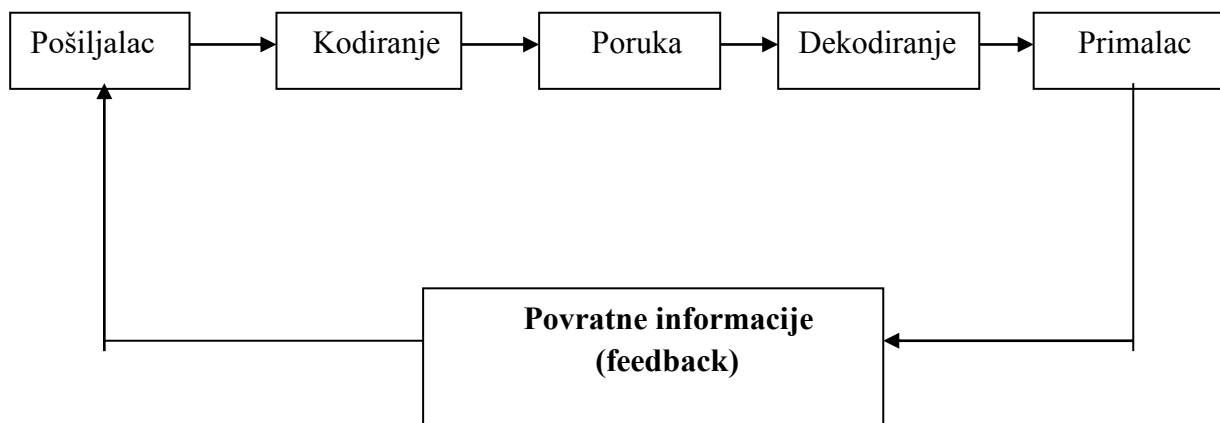 Pošiljalac
Kodiranje
Poruka
Dekodiranje
Primalac
Povratne informacije
(feedback)